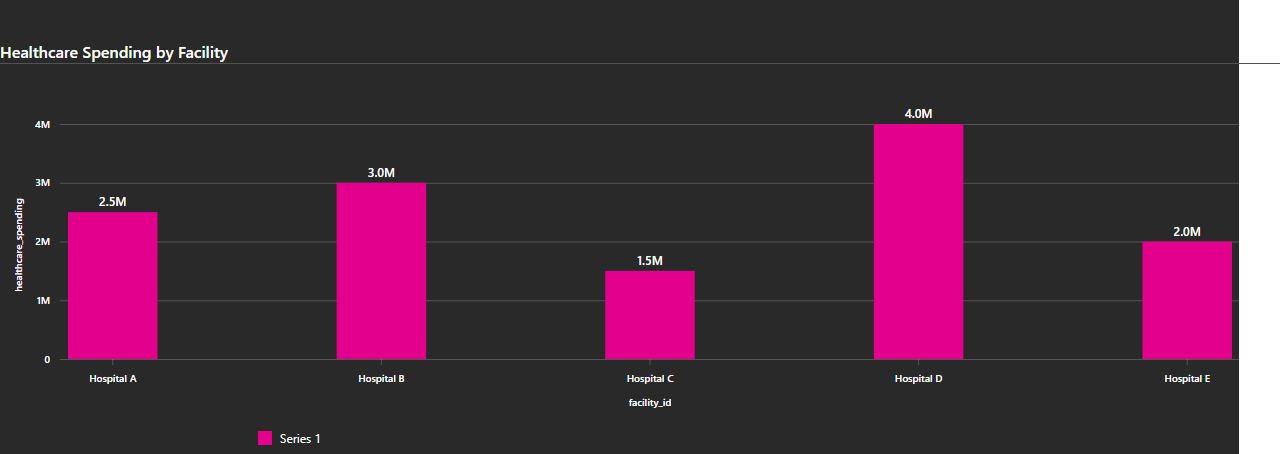 Healthcare Spending by Facility
4.0M
4M
3.0M
3M
2.5M
healthcare_spending
2M
2.0M
1.5M
1M
0
Hospital A
Hospital B
Hospital C
Hospital D
Hospital E
facility_id
Series 1